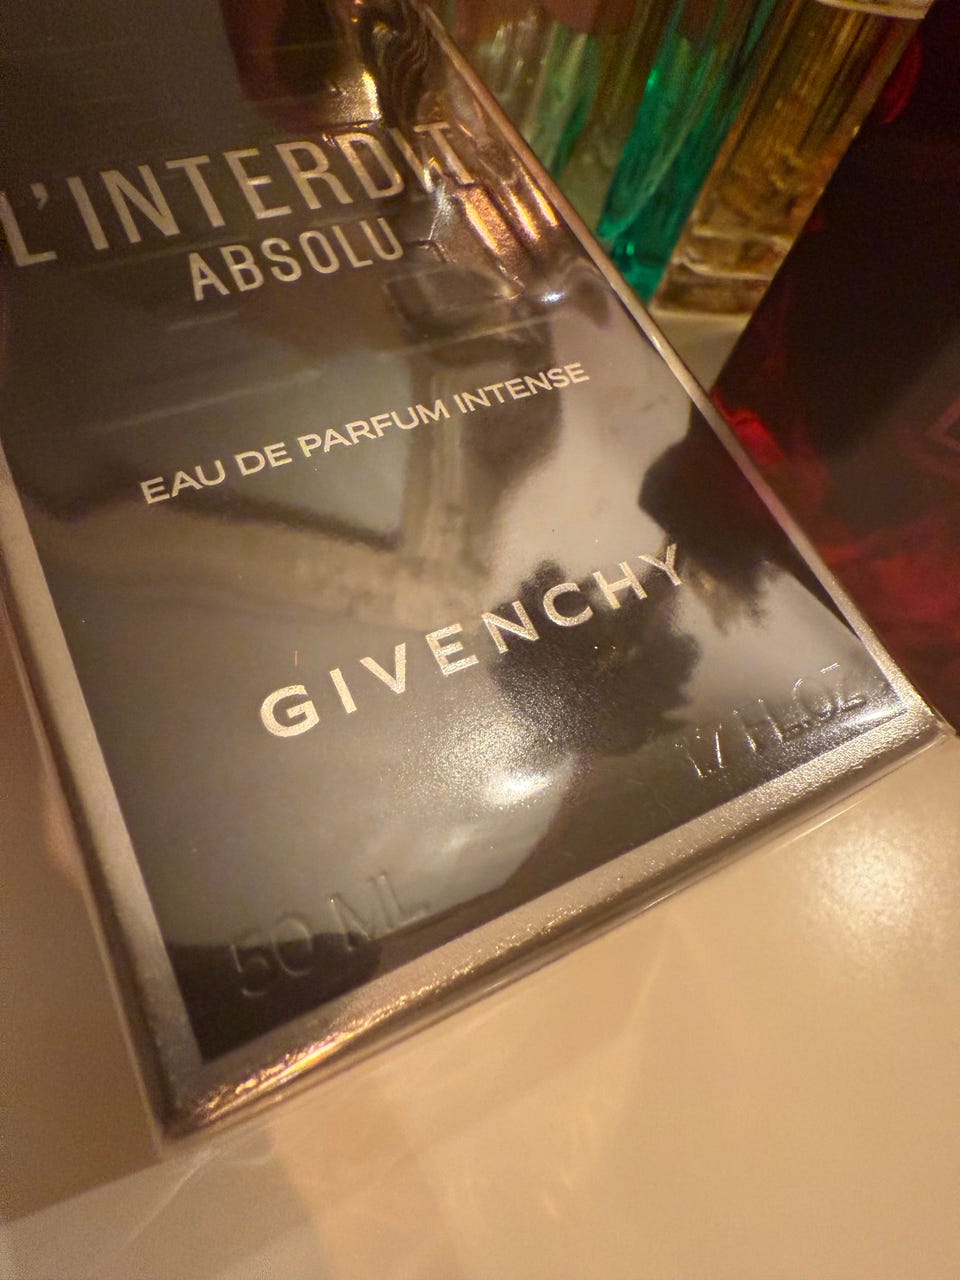 L'INTERDIT
ABSOLU
EAU DE PARFUM INTENSE
GIVENCHY
50 ML
1.7 FL.OZ